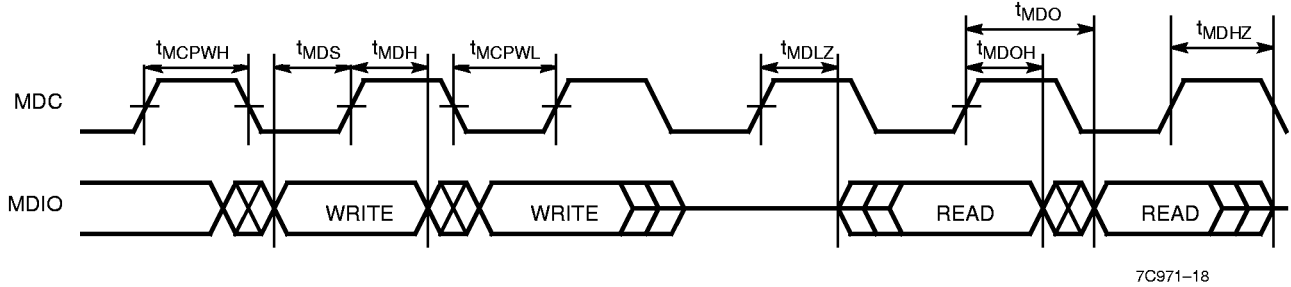 tMDO
tMCPWH tMDS tMDH tMCPWL tMDLZ tMDOH tMDHZ
MDC
MDIO WRITE WRITE READ READ
7C971–18